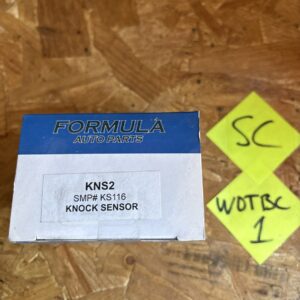 FORMULA
AUTO PARTS
KNS2
SMP# KS116
KNOCK SENSOR
SC
WOTBC
1